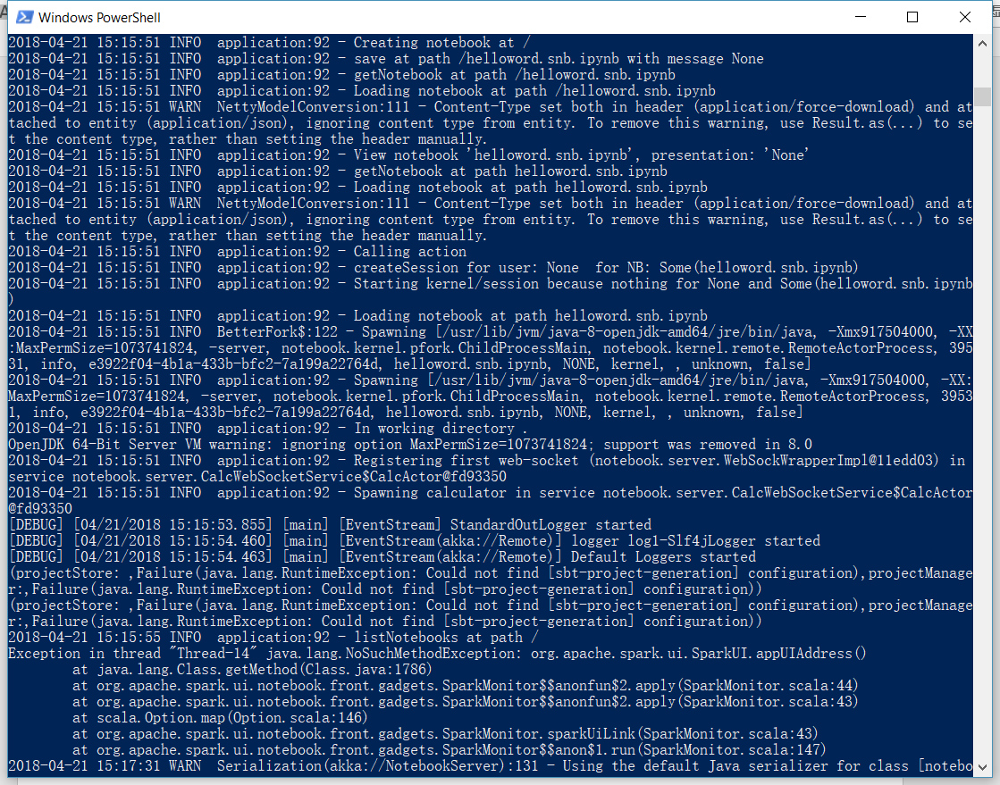 Windows PowerShell
2018-04-21 15:15:51 INFO  application:92 - Creating notebook at /
2018-04-21 15:15:51 INFO  application:92 - save at path /helloword.snb.ipynb with message None
2018-04-21 15:15:51 INFO  application:92 - getNotebook at path /helloword.snb.ipynb
2018-04-21 15:15:51 INFO  application:92 - Loading notebook at path /helloword.snb.ipynb
2018-04-21 15:15:51 WARN  NettyModelConversion:111 - Content-Type set both in header (application/force-download) and at
tached to entity (application/json), ignoring content type from entity. To remove this warning, use Result.as(...) to se
t the content type, rather than setting the header manually.
2018-04-21 15:15:51 INFO  application:92 - View notebook 'helloword.snb.ipynb', presentation: 'None'
2018-04-21 15:15:51 INFO  application:92 - getNotebook at path helloword.snb.ipynb
2018-04-21 15:15:51 INFO  application:92 - Loading notebook at path helloword.snb.ipynb
2018-04-21 15:15:51 WARN  NettyModelConversion:111 - Content-Type set both in header (application/force-download) and at
tached to entity (application/json), ignoring content type from entity. To remove this warning, use Result.as(...) to se
t the content type, rather than setting the header manually.
2018-04-21 15:15:51 INFO  application:92 - Calling action
2018-04-21 15:15:51 INFO  application:92 - createSession for user: None  for NB: Some(helloword.snb.ipynb)
2018-04-21 15:15:51 INFO  application:92 - Starting kernel/session because nothing for None and Some(helloword.snb.ipynb
)
2018-04-21 15:15:51 INFO  application:92 - Loading notebook at path helloword.snb.ipynb
2018-04-21 15:15:51 INFO  BetterFork$:122 - Spawning [/usr/lib/jvm/java-8-openjdk-amd64/jre/bin/java, -Xmx917504000, -XX
:MaxPermSize=1073741824, -server, notebook.kernel.pfork.ChildProcessMain, notebook.kernel.remote.RemoteActorProcess, 395
31, info, e3922f04-4b1a-433b-bfc2-7a199a22764d, helloword.snb.ipynb, NONE, kernel, , unknown, false]
2018-04-21 15:15:51 INFO  application:92 - Spawning [/usr/lib/jvm/java-8-openjdk-amd64/jre/bin/java, -Xmx917504000, -XX:
MaxPermSize=1073741824, -server, notebook.kernel.pfork.ChildProcessMain, notebook.kernel.remote.RemoteActorProcess, 3953
1, info, e3922f04-4b1a-433b-bfc2-7a199a22764d, helloword.snb.ipynb, NONE, kernel, , unknown, false]
2018-04-21 15:15:51 INFO  application:92 - In working directory .
OpenJDK 64-Bit Server VM warning: ignoring option MaxPermSize=1073741824; support was removed in 8.0
2018-04-21 15:15:51 INFO  application:92 - Registering first web-socket (notebook.server.WebSockWrapperImpl@11edd03) in
service notebook.server.CalcWebSocketService$CalcActor@fd93350
2018-04-21 15:15:51 INFO  application:92 - Spawning calculator in service notebook.server.CalcWebSocketService$CalcActor
@fd93350
[DEBUG] [04/21/2018 15:15:53.855] [main] [EventStream] StandardOutLogger started
[DEBUG] [04/21/2018 15:15:54.460] [main] [EventStream(akka://Remote)] logger log1-Slf4jLogger started
[DEBUG] [04/21/2018 15:15:54.463] [main] [EventStream(akka://Remote)] Default Loggers started
(projectStore: ,Failure(java.lang.RuntimeException: Could not find [sbt-project-generation] configuration),projectManage
r:,Failure(java.lang.RuntimeException: Could not find [sbt-project-generation] configuration))
(projectStore: ,Failure(java.lang.RuntimeException: Could not find [sbt-project-generation] configuration),projectManage
r:,Failure(java.lang.RuntimeException: Could not find [sbt-project-generation] configuration))
2018-04-21 15:15:55 INFO  application:92 - listNotebooks at path /
Exception in thread "Thread-14" java.lang.NoSuchMethodException: org.apache.spark.ui.SparkUI.appUIAddress()
        at java.lang.Class.getMethod(Class.java:1786)
        at org.apache.spark.ui.notebook.front.gadgets.SparkMonitor$$anonfun$2.apply(SparkMonitor.scala:44)
        at org.apache.spark.ui.notebook.front.gadgets.SparkMonitor$$anonfun$2.apply(SparkMonitor.scala:43)
        at scala.Option.map(Option.scala:146)
        at org.apache.spark.ui.notebook.front.gadgets.SparkMonitor.sparkUiLink(SparkMonitor.scala:43)
        at org.apache.spark.ui.notebook.front.gadgets.SparkMonitor$$anon$1.run(SparkMonitor.scala:147)
2018-04-21 15:17:31 WARN  Serialization(akka://NotebookServer):131 - Using the default Java serializer for class [notebo